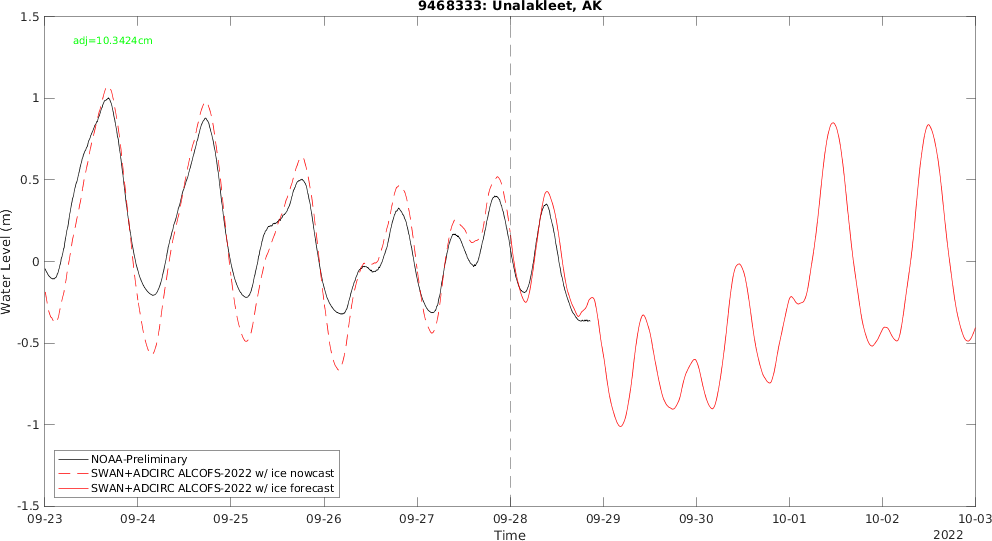 9468333: Unalakleet, AK
1.5
adj=10.3424cm
1
0.5
0
-0.5
-1
-1.5
Water Level (m)
NOAA-Preliminary
SWAN+ADCIRC ALCOFS-2022 w/ ice nowcast
SWAN+ADCIRC ALCOFS-2022 w/ ice forecast
09-23 09-24 09-25 09-26 09-27 09-28 09-29 09-30 10-01 10-02 10-03
Time
2022